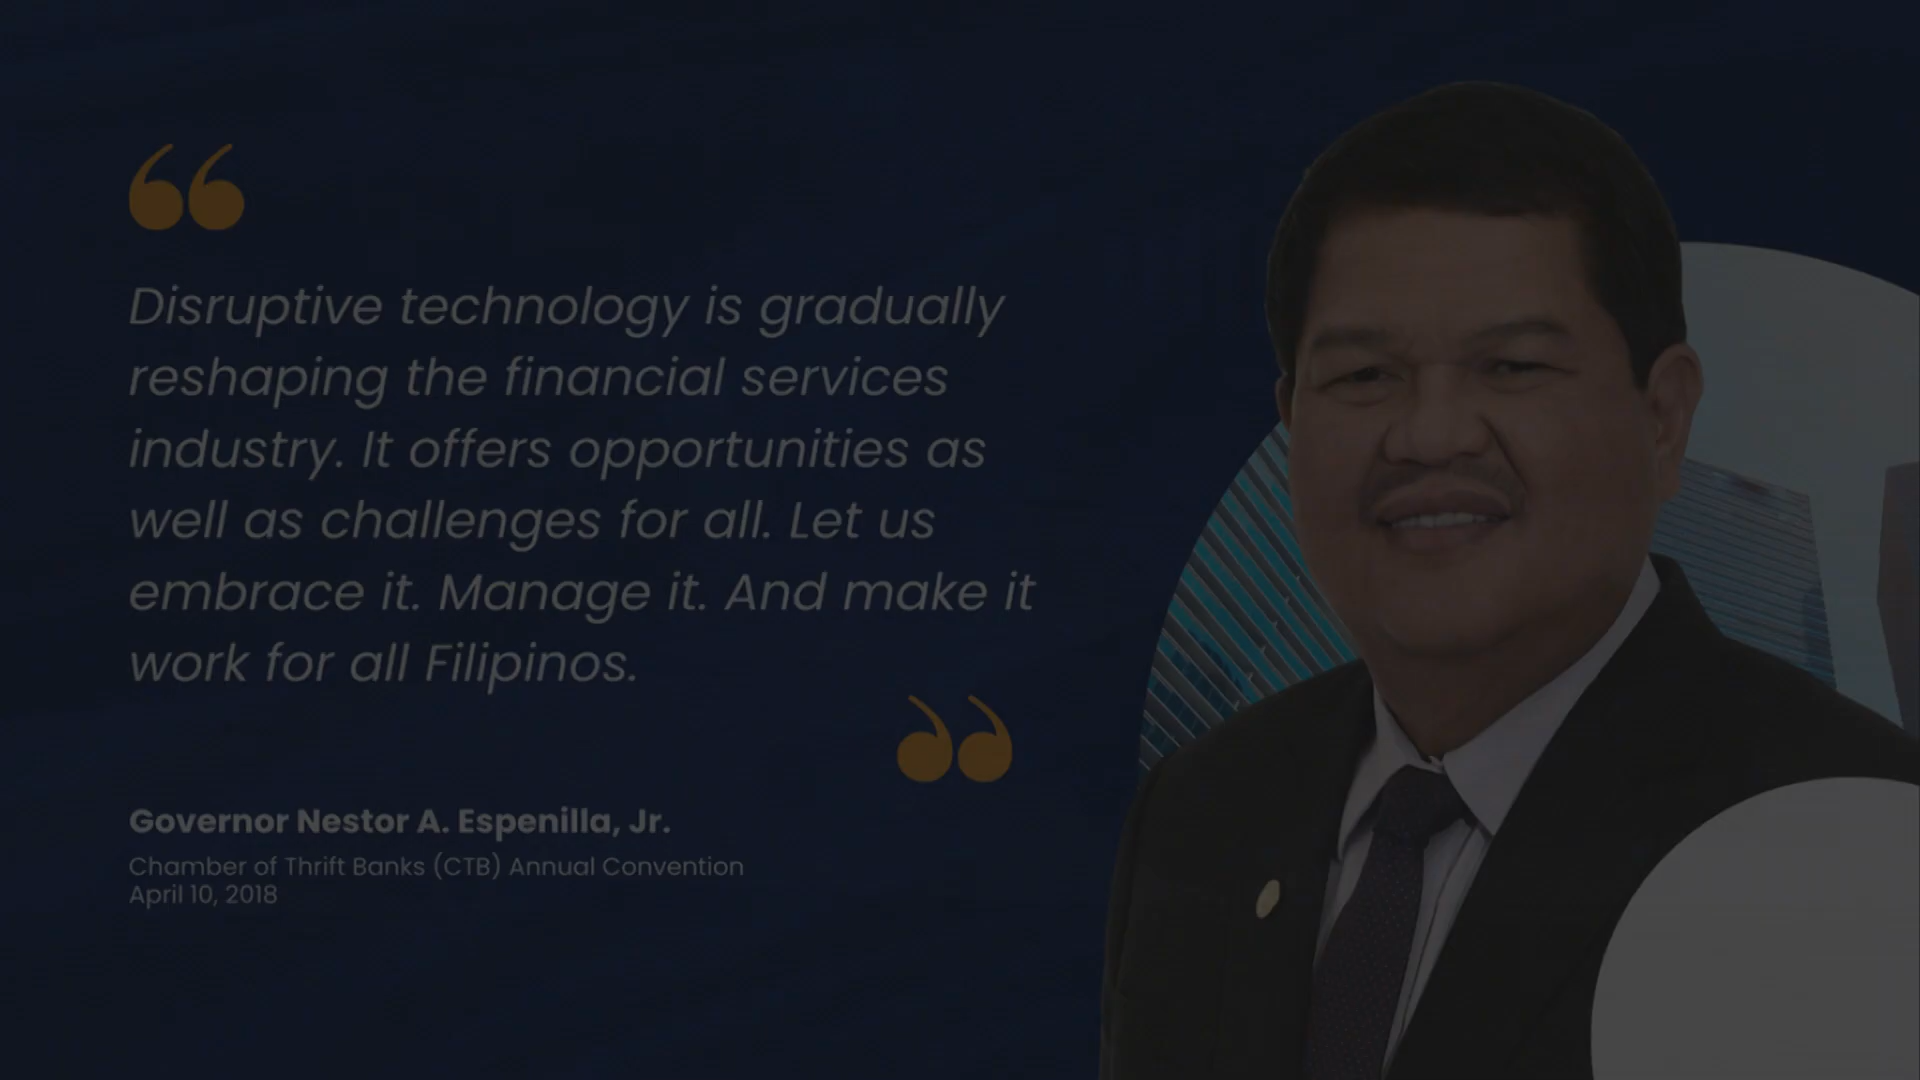 “
Disruptive technology is gradually
reshaping the financial services
industry. It offers opportunities as
well as challenges for all. Let us
embrace it. Manage it. And make it
work for all Filipinos.
”
Governor Nestor A. Espenilla, Jr.
Chamber of Thrift Banks (CTB) Annual Convention
April 10, 2018